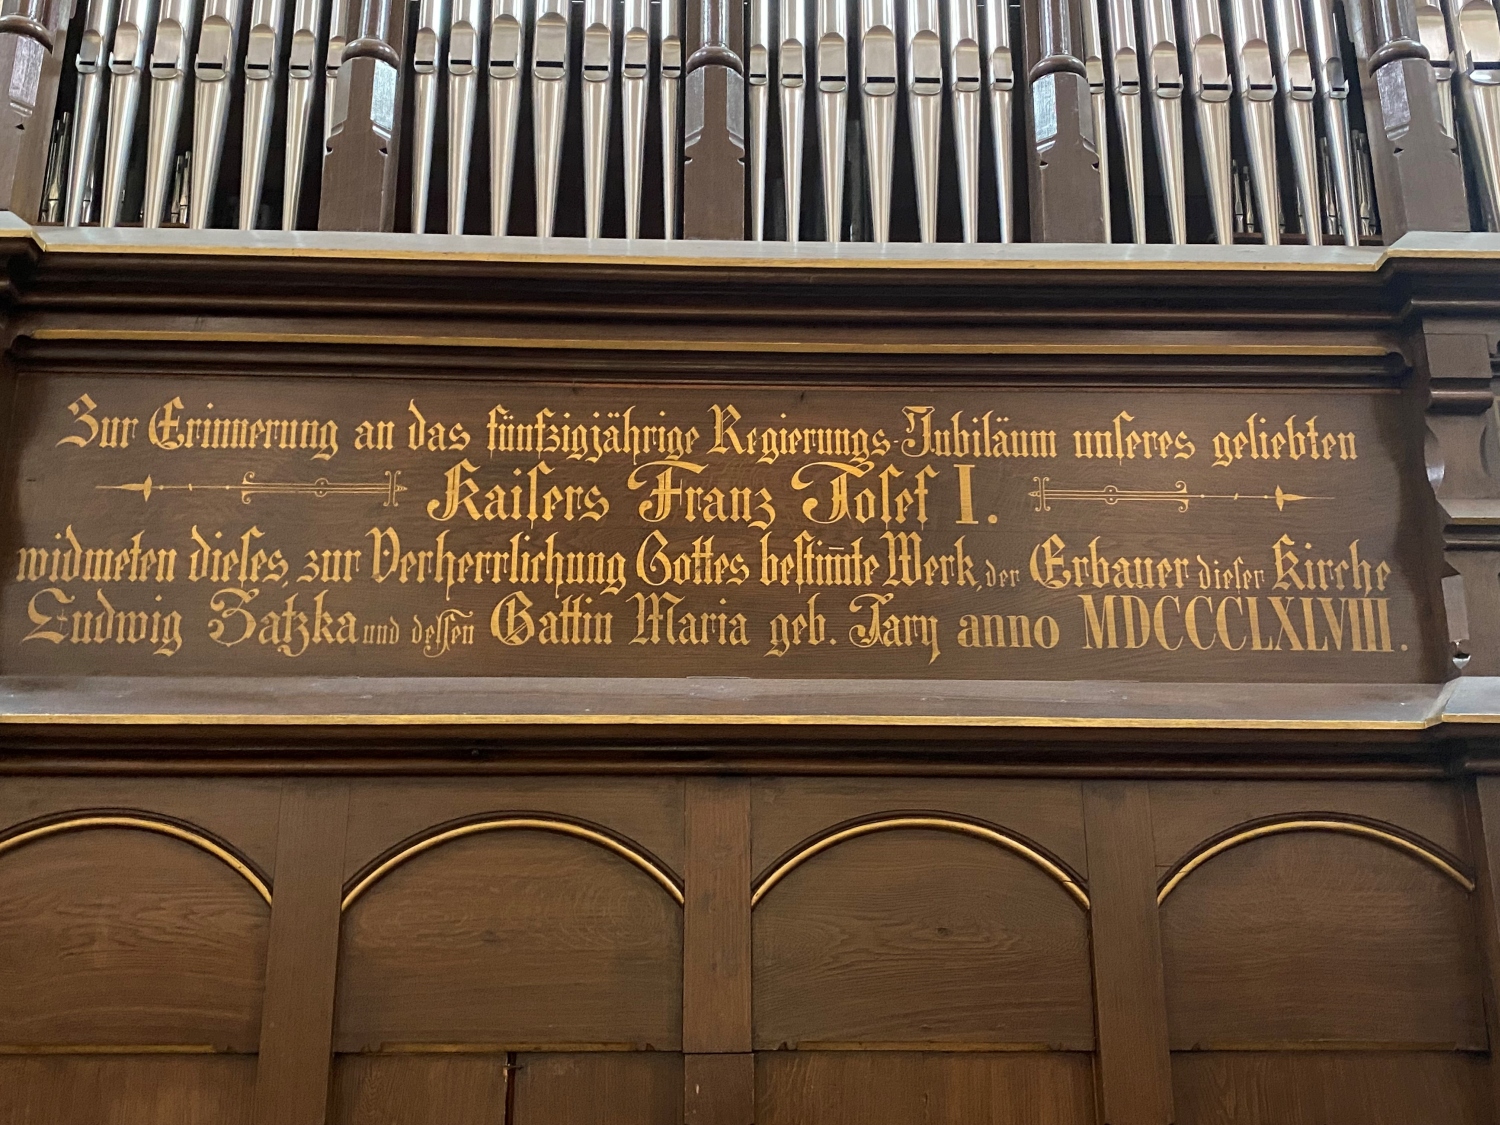 Zur Erinnerung an das fünfzigjährige Regierungs-Jubiläum unseres geliebten
Kaisers Franz Josef I.
widmeten dieses, zur Verherrlichung Gottes bestim̅te Werk, der Erbauer dieser Kirche
Ludwig Zatzka und dessen Gattin Maria geb. Jary anno MDCCCLXLVIII.